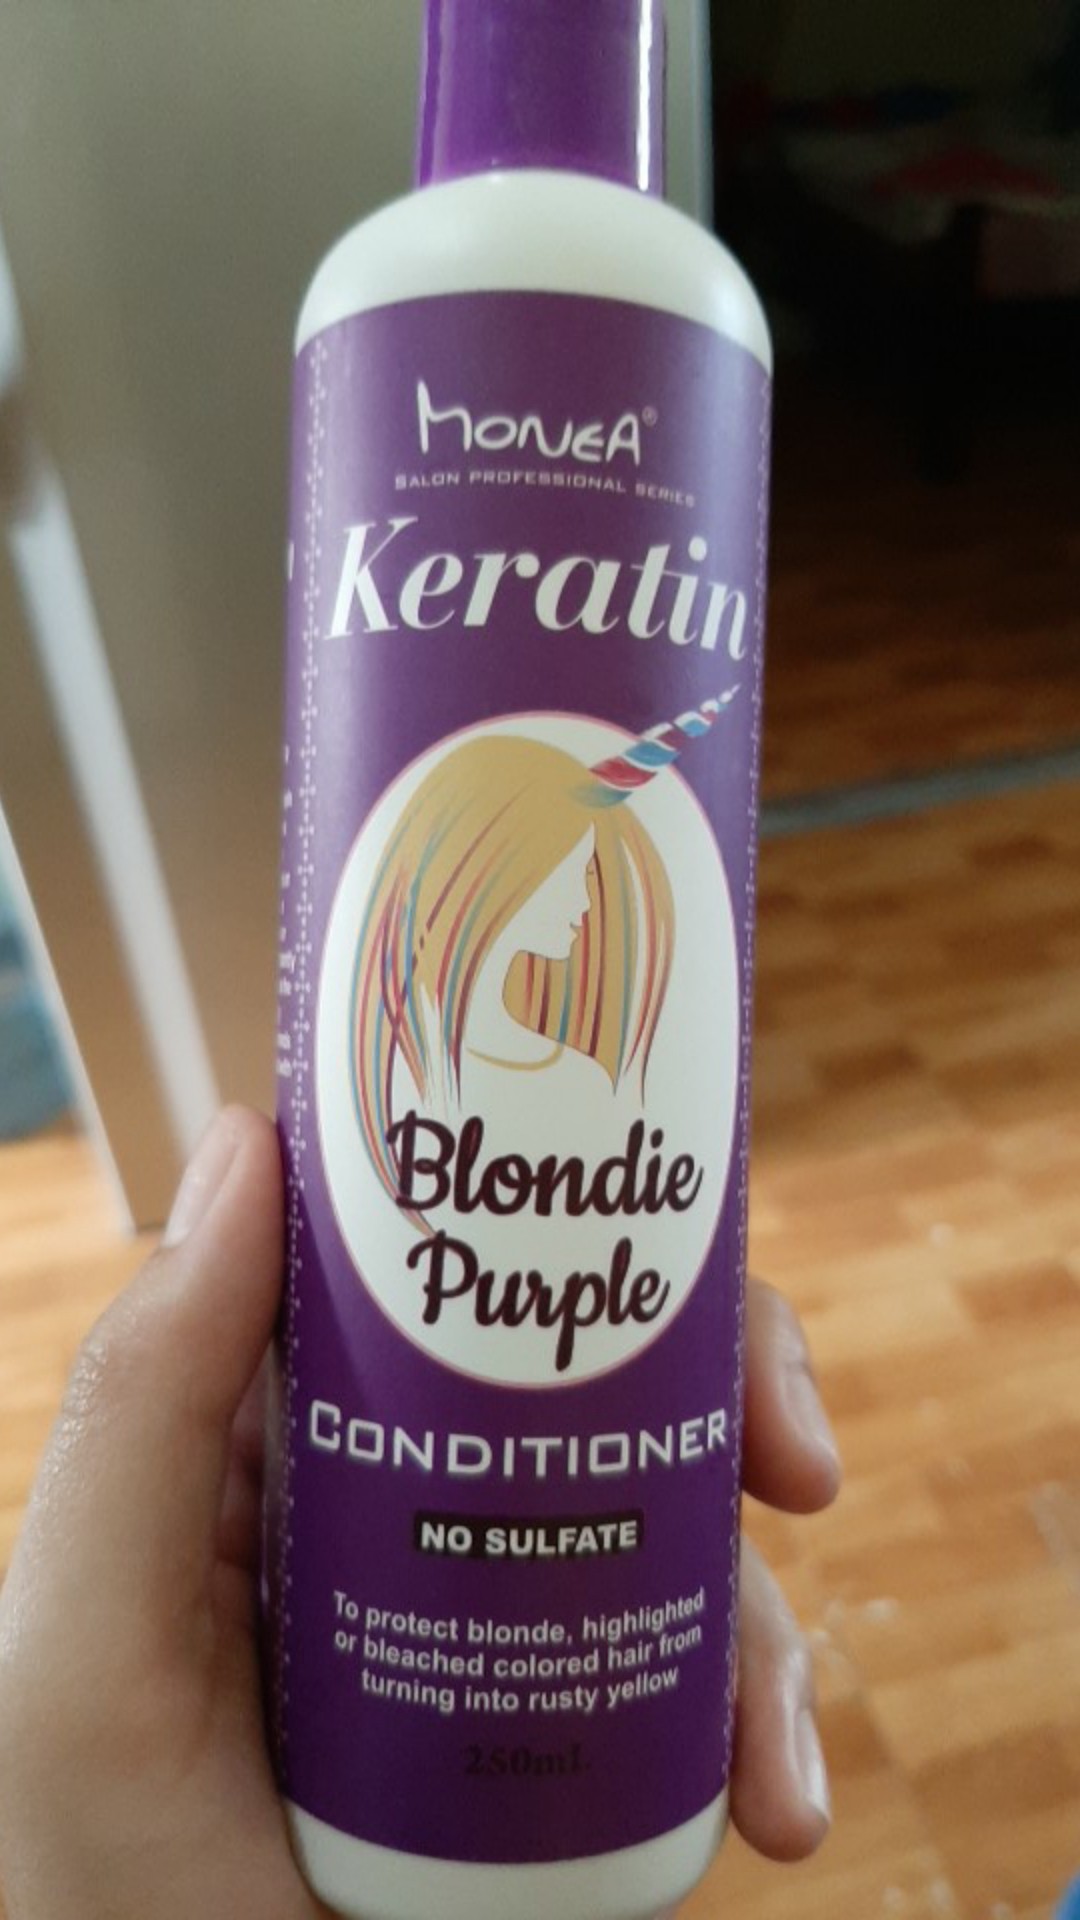 MONEA®
SALON PROFESSIONAL SERIES
Keratin
Blondie
Purple
CONDITIONER
NO SULFATE
To protect blonde, highlighted
or bleached colored hair from
turning into rusty yellow
250mL